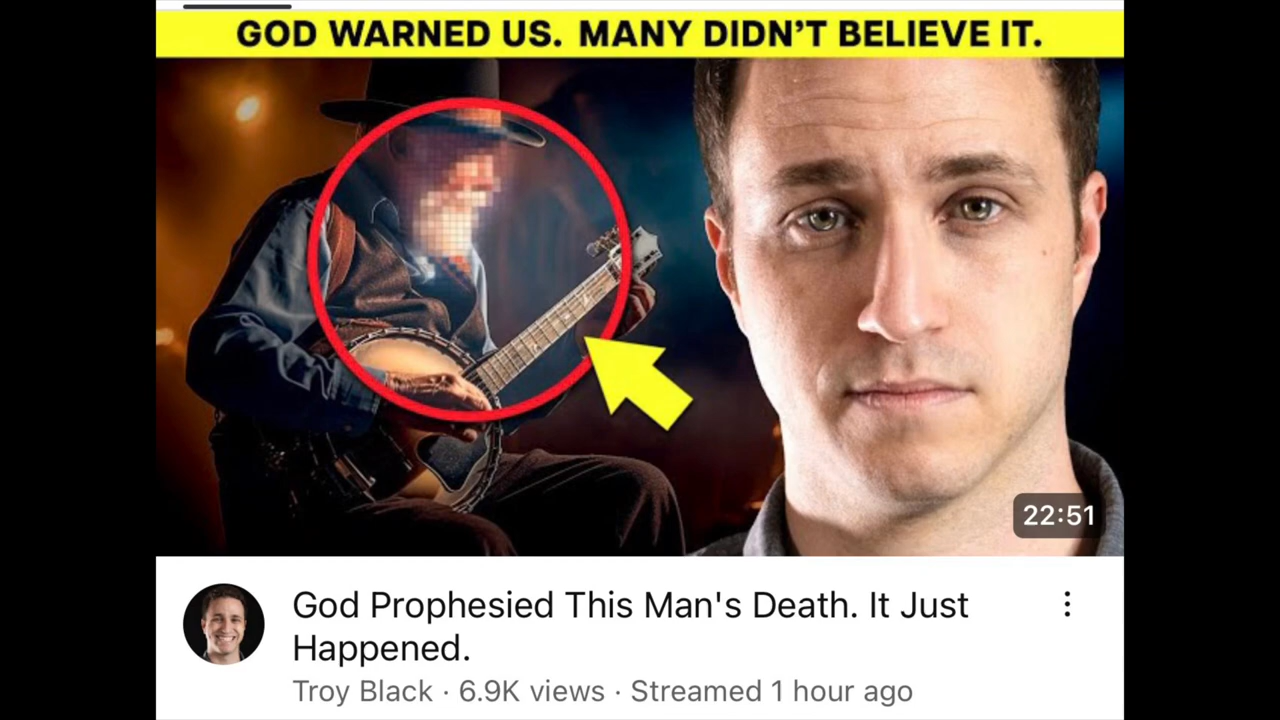 GOD WARNED US. MANY DIDN'T BELIEVE IT.
22:51
God Prophesied This Man's Death. It Just
Happened.
Troy Black · 6.9K views · Streamed 1 hour ago